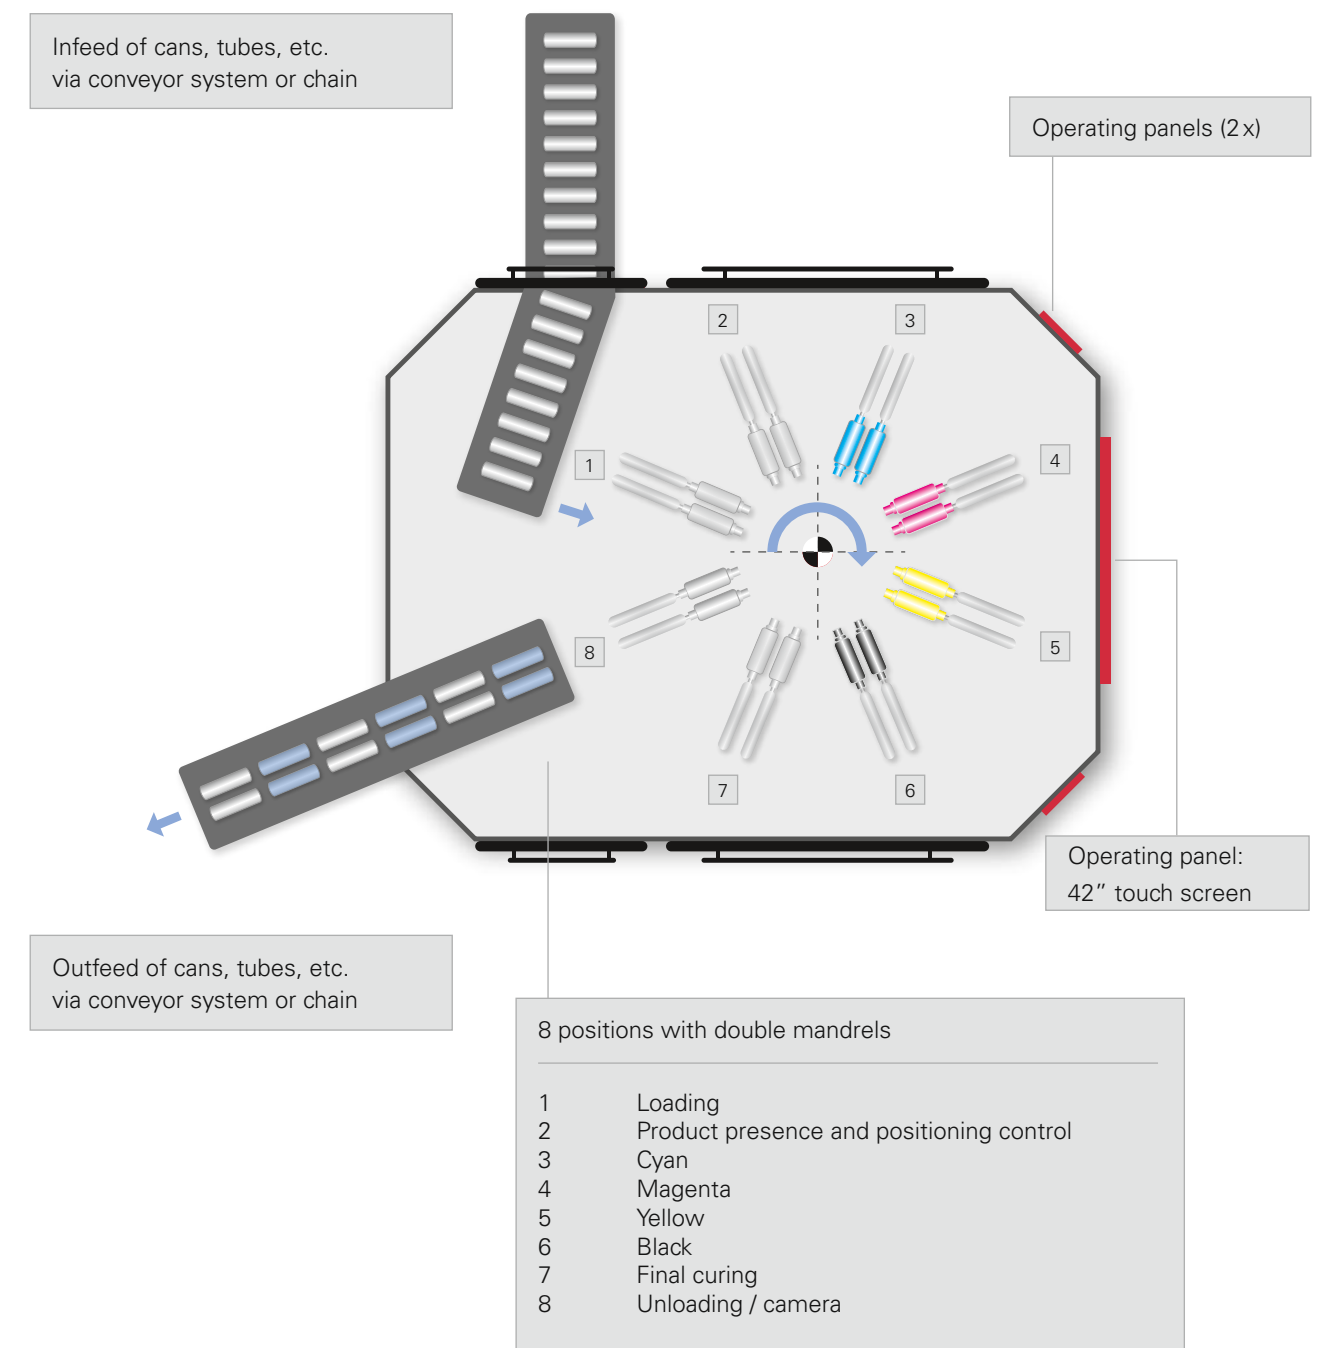 Infeed of cans, tubes, etc.
via conveyor system or chain
Operating panels (2 x)
2
3
1
4
8
5
7
6
Operating panel:
42" touch screen
Outfeed of cans, tubes, etc.
via conveyor system or chain
8 positions with double mandrels
1 Loading
2 Product presence and positioning control
3 Cyan
4 Magenta
5 Yellow
6 Black
7 Final curing
8 Unloading / camera